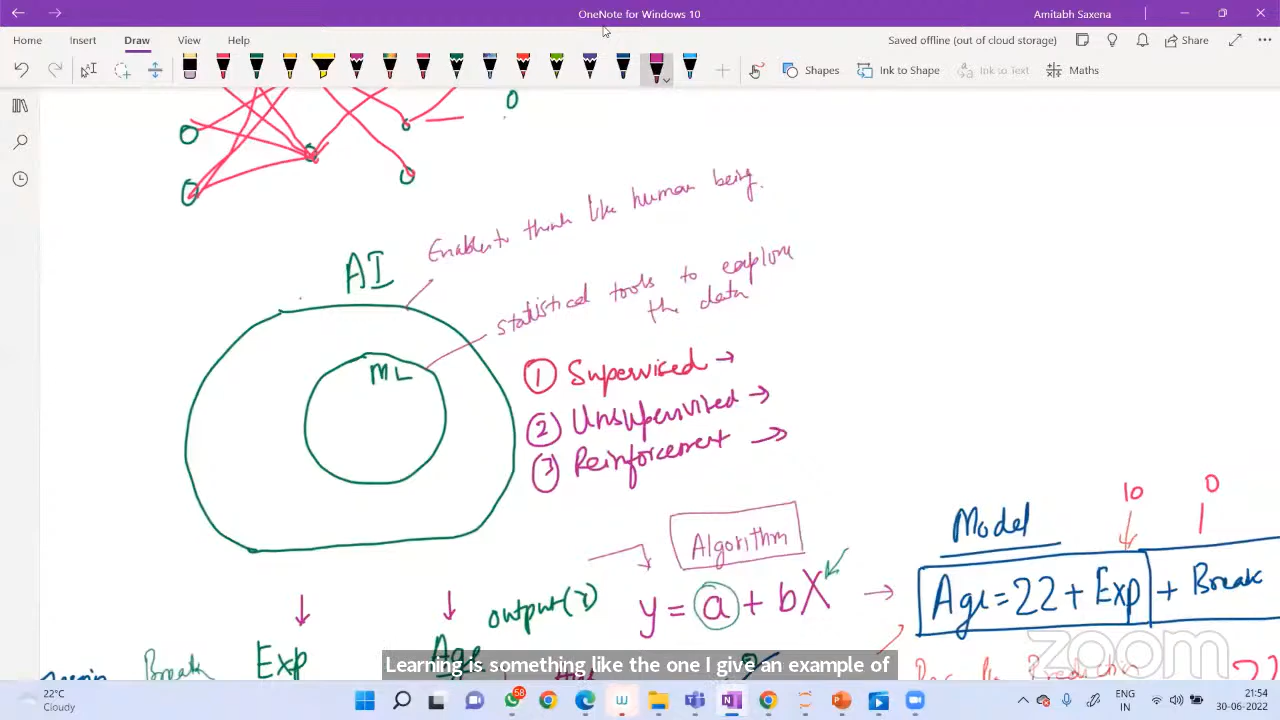 OneNote for Windows 10
Amitabh Saxena
Home Insert Draw View Help
Saved offline (out of cloud storage)
Share
Shapes
Ink to Shape
Ink to Text
Maths
Enables to think like human being.
AI
statistical tools to explore
the data
ML
① Supervised →
② Unsupervised →
③ Reinforcement →
10
0
Model
Algorithm
y = a + bX →
Age = 22 + Exp + Break
output(y)
Break
Exp
Age
Learning is something like the one I give an example of
zoom
Prediction
22°C
Cloudy
58
ENG
IN
21:54
30-06-2022